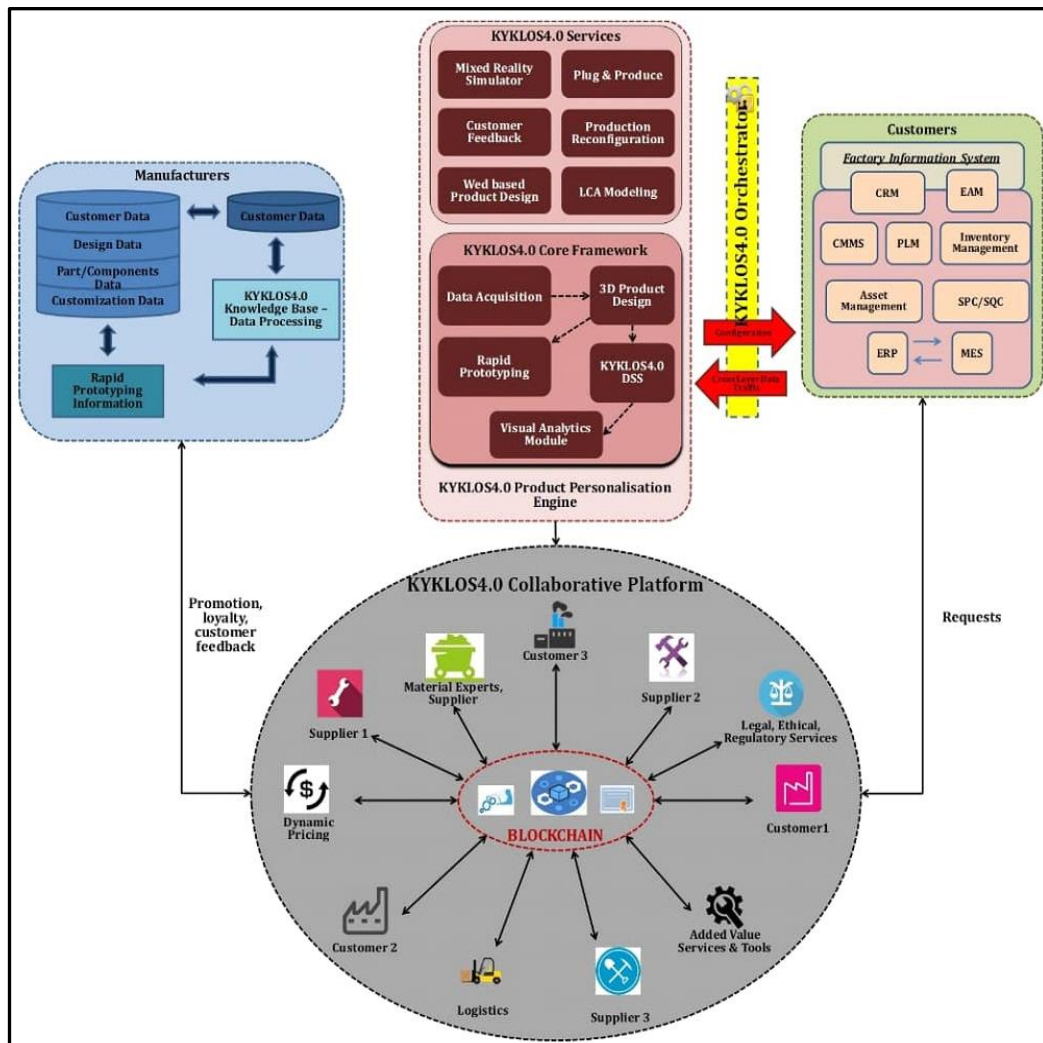 KYKLOS4.0 Services
Mixed Reality
Simulator
Plug & Produce
Customer
Feedback
Production
Reconfiguration
Wed based
Product Design
LCA Modeling
KYKLOS4.0 Core Framework
Data Acquisition
3D Product
Design
Rapid
Prototyping
KYKLOS4.0
DSS
Visual Analytics
Module
KYKLOS4.0 Product Personalisation
Engine
KYKLOS4.0 Orchestrator
Configuration
Cross Layer Data
Traffic
Manufacturers
Customer Data
Design Data
Part/Components
Data
Customization Data
Customer Data
KYKLOS4.0
Knowledge Base –
Data Processing
Rapid
Prototyping
Information
Customers
Factory Information System
CRM
EAM
CMMS
PLM
Inventory
Management
Asset
Management
SPC/SQC
ERP
MES
Promotion,
loyalty,
customer
feedback
Requests
KYKLOS4.0 Collaborative Platform
Customer 3
Material Experts,
Supplier
Supplier 2
Supplier 1
Legal, Ethical,
Regulatory Services
$
Dynamic
Pricing
BLOCKCHAIN
Customer1
Customer 2
Added Value
Services & Tools
Logistics
Supplier 3